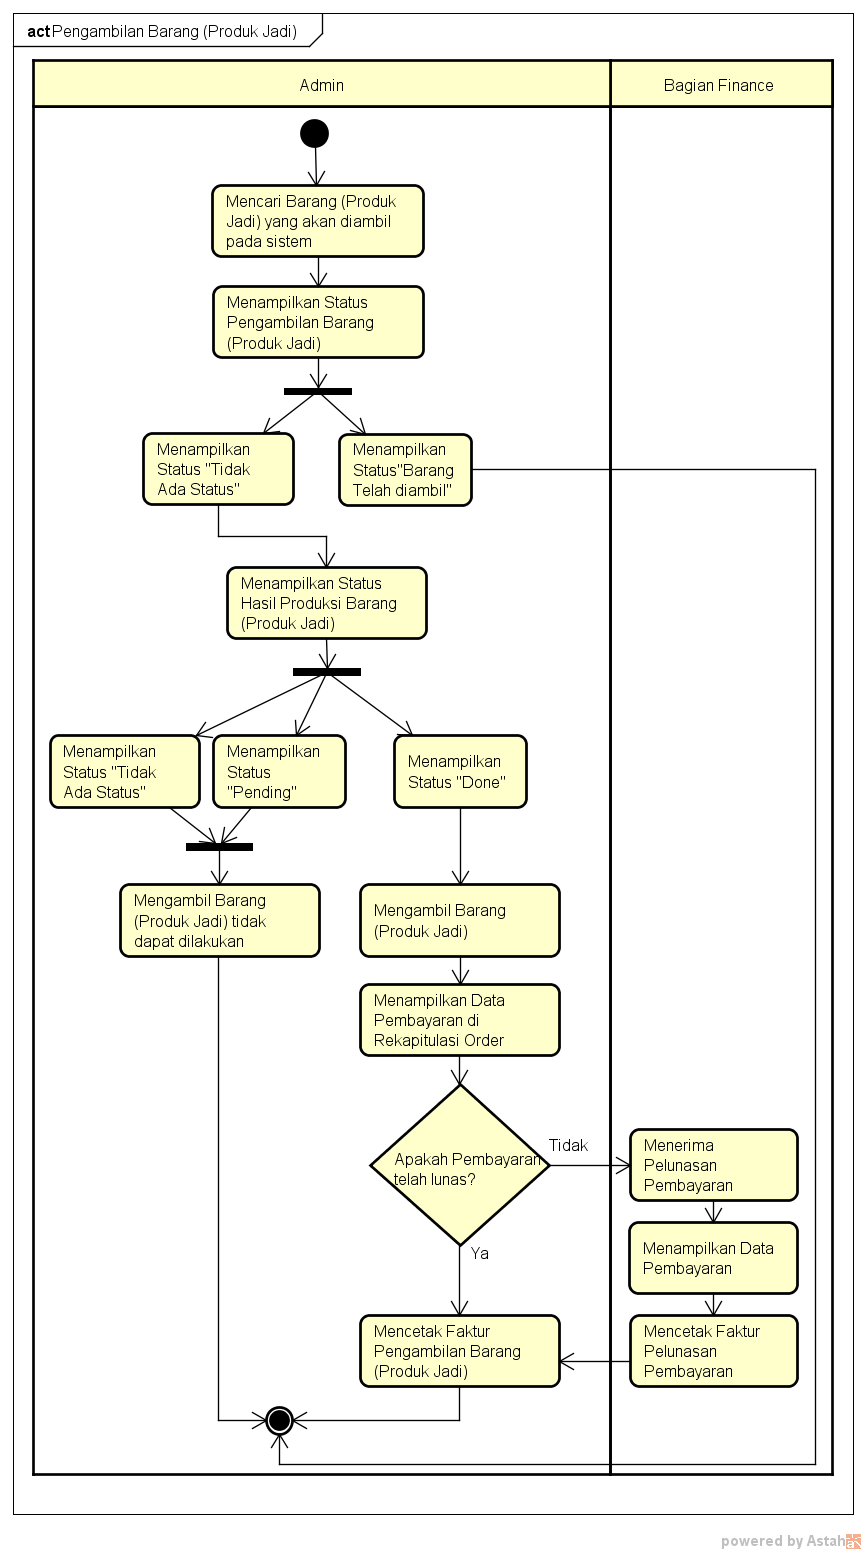 act Pengambilan Barang (Produk Jadi)
Admin
Bagian Finance
Mencari Barang (Produk
Jadi) yang akan diambil
pada sistem
Menampilkan Status
Pengambilan Barang
(Produk Jadi)
Menampilkan
Status "Tidak
Ada Status"
Menampilkan
Status"Barang
Telah diambil"
Menampilkan Status
Hasil Produksi Barang
(Produk Jadi)
Menampilkan
Status "Tidak
Ada Status"
Menampilkan
Status
"Pending"
Menampilkan
Status "Done"
Mengambil Barang
(Produk Jadi) tidak
dapat dilakukan
Mengambil Barang
(Produk Jadi)
Menampilkan Data
Pembayaran di
Rekapitulasi Order
Apakah Pembayaran
telah lunas?
Tidak
Menerima
Pelunasan
Pembayaran
Menampilkan Data
Pembayaran
Ya
Mencetak Faktur
Pengambilan Barang
(Produk Jadi)
Mencetak Faktur
Pelunasan
Pembayaran
powered by Astah